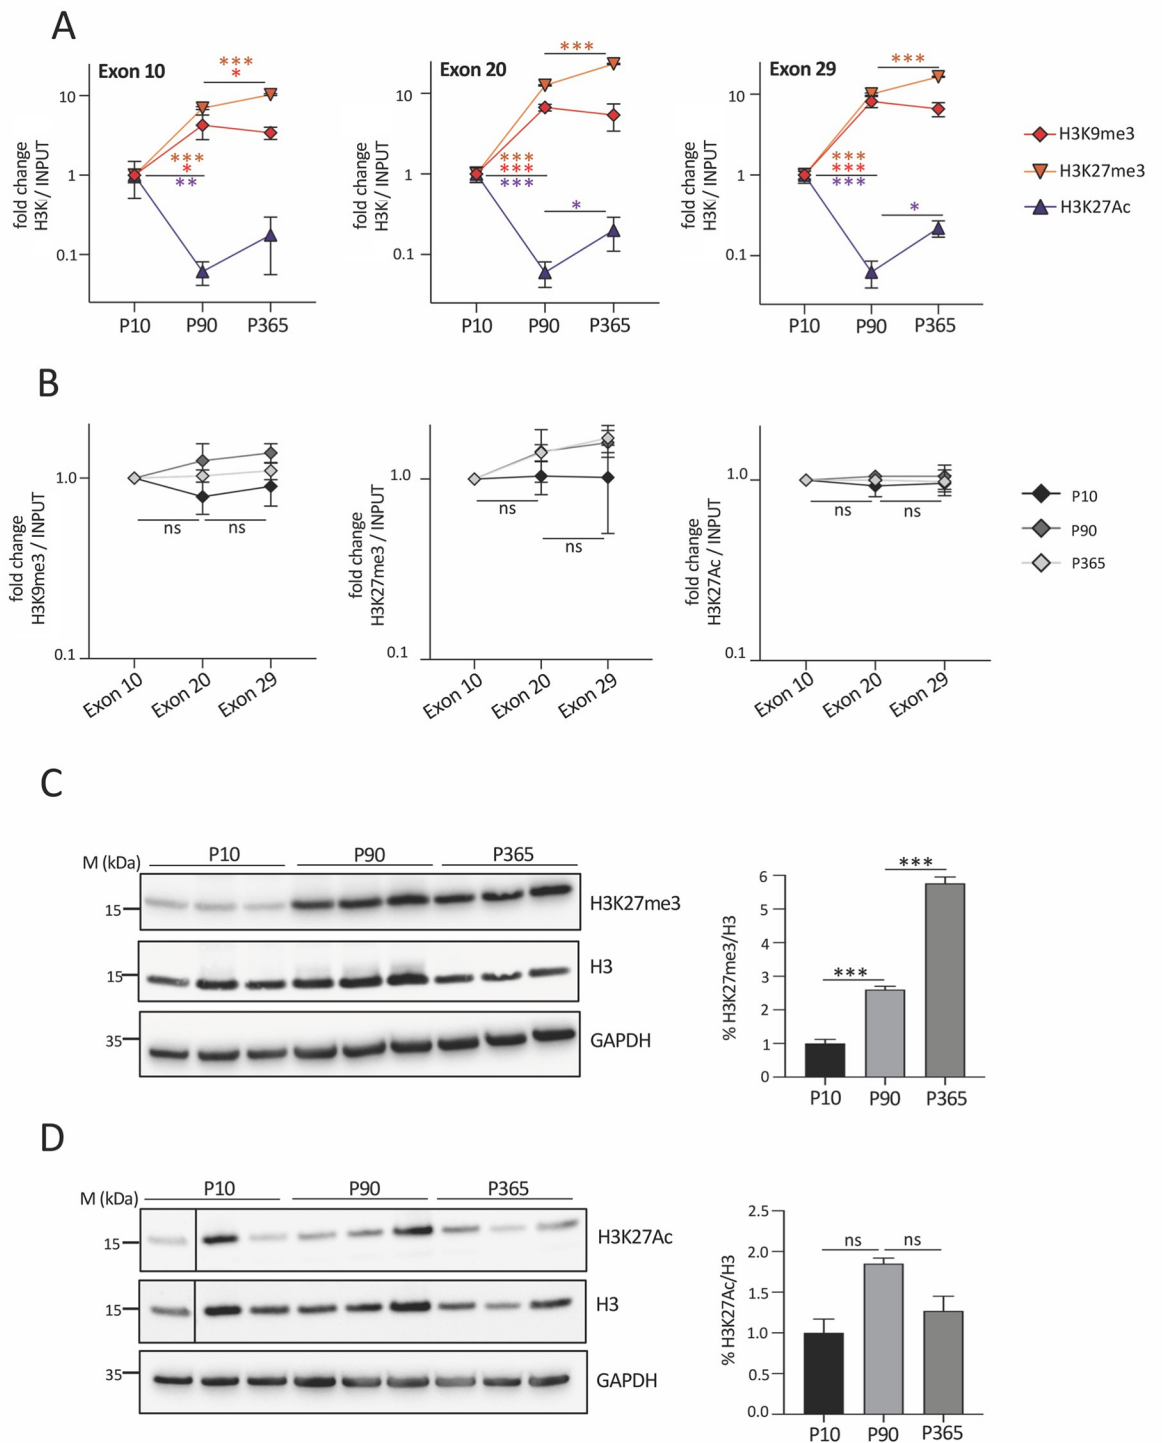 A
Exon 10
Exon 20
Exon 29
***
*
***
***
10
1
0.1
10
1
0.1
10
1
0.1
fold change
H3K / INPUT
fold change
H3K / INPUT
fold change
H3K / INPUT
***
*
**
***
***
***
***
***
***
*
*
P10 P90 P365
P10 P90 P365
P10 P90 P365
H3K9me3
H3K27me3
H3K27Ac
B
1.0
0.1
fold change
H3K9me3 / INPUT
ns ns
Exon 10 Exon 20 Exon 29
1.0
0.1
fold change
H3K27me3 / INPUT
ns
ns
Exon 10 Exon 20 Exon 29
1.0
0.1
fold change
H3K27Ac / INPUT
ns ns
Exon 10 Exon 20 Exon 29
P10
P90
P365
C
M (kDa) P10 P90 P365
15 H3K27me3
15 H3
35 GAPDH
% H3K27me3/H3
6
5
4
3
2
1
0
***
***
P10 P90 P365
D
M (kDa) P10 P90 P365
15 H3K27Ac
15 H3
35 GAPDH
% H3K27Ac/H3
2.5
2.0
1.5
1.0
0.5
0.0
ns ns
P10 P90 P365